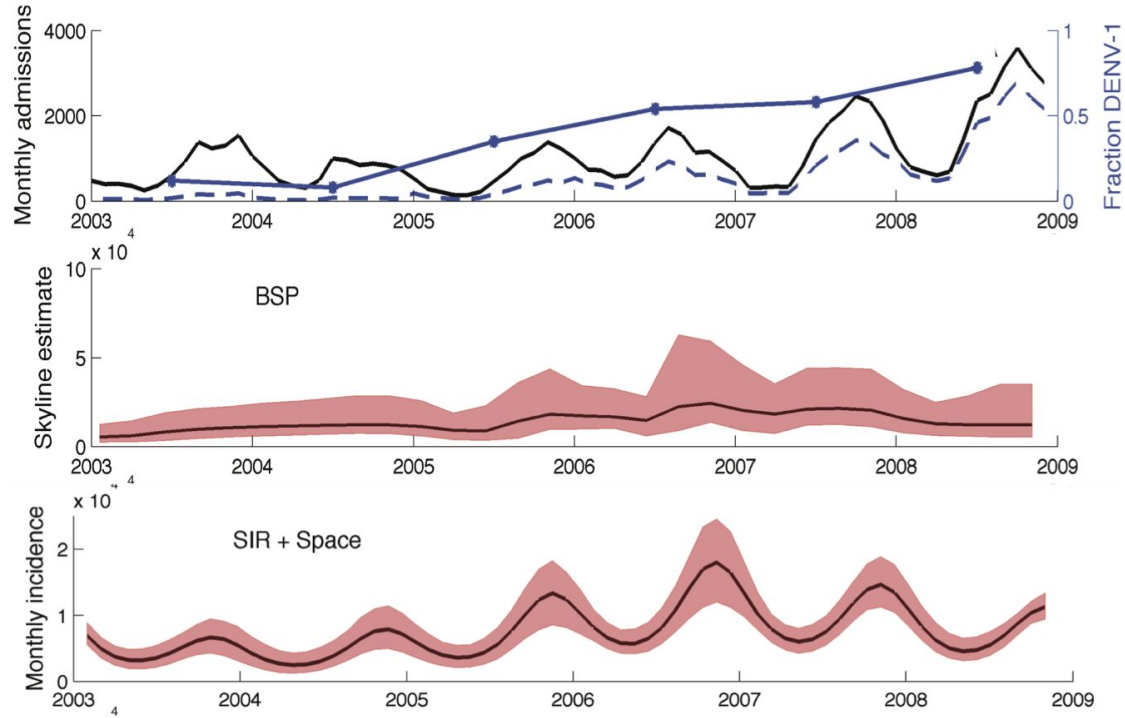 Monthly admissions
4000
2000
0
1
0.5
0
Fraction DENV-1
2003 2004 2005 2006 2007 2008 2009
x 10 4
Skyline estimate
10
5
0
BSP
2003 2004 2005 2006 2007 2008 2009
x 10 4 4
Monthly incidence
2
1
0
SIR + Space
2003 2004 2005 2006 2007 2008 2009
4